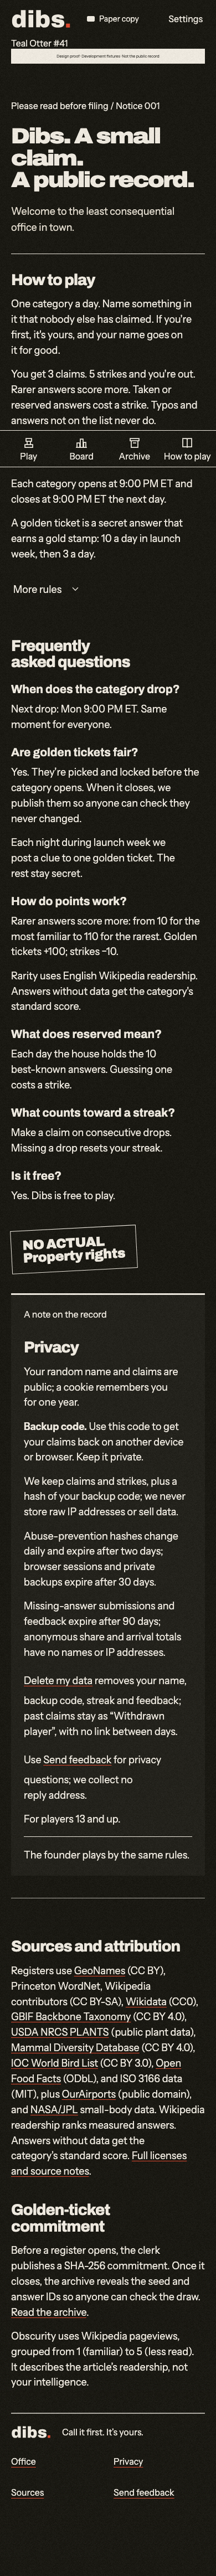 dibs.
Paper copy
Settings
Teal Otter #41
Design proof · Development fixtures · Not the public record
Please read before filing / Notice 001
Dibs. A small
claim.
A public record.
Welcome to the least consequential
office in town.
How to play
One category a day. Name something in
it that nobody else has claimed. If you're
first, it's yours, and your name goes on
it for good.
You get 3 claims. 5 strikes and you're out.
Rarer answers score more. Taken or
reserved answers cost a strike. Typos and
answers not on the list never do.
Play
Board
Archive
How to play
Each category opens at 9:00 PM ET and
closes at 9:00 PM ET the next day.
A golden ticket is a secret answer that
earns a gold stamp: 10 a day in launch
week, then 3 a day.
More rules
Frequently
asked questions
When does the category drop?
Next drop: Mon 9:00 PM ET. Same
moment for everyone.
Are golden tickets fair?
Yes. They're picked and locked before the
category opens. When it closes, we
publish them so anyone can check they
never changed.
Each night during launch week we
post a clue to one golden ticket. The
rest stay secret.
How do points work?
Rarer answers score more: from 10 for the
most familiar to 110 for the rarest. Golden
tickets +100; strikes −10.
Rarity uses English Wikipedia readership.
Answers without data get the category's
standard score.
What does reserved mean?
Each day the house holds the 10
best-known answers. Guessing one
costs a strike.
What counts toward a streak?
Make a claim on consecutive drops.
Missing a drop resets your streak.
Is it free?
Yes. Dibs is free to play.
NO ACTUAL
Property rights
A note on the record
Privacy
Your random name and claims are
public; a cookie remembers you
for one year.
Backup code. Use this code to get
your claims back on another device
or browser. Keep it private.
We keep claims and strikes, plus a
hash of your backup code; we never
store raw IP addresses or sell data.
Abuse-prevention hashes change
daily and expire after two days;
browser sessions and private
backups expire after 30 days.
Missing-answer submissions and
feedback expire after 90 days;
anonymous share and arrival totals
have no names or IP addresses.
Delete my data removes your name,
backup code, streak and feedback;
past claims stay as “Withdrawn
player”, with no link between days.
Use Send feedback for privacy
questions; we collect no
reply address.
For players 13 and up.
The founder plays by the same rules.
Sources and attribution
Registers use GeoNames (CC BY),
Princeton WordNet, Wikipedia
contributors (CC BY-SA), Wikidata (CC0),
GBIF Backbone Taxonomy (CC BY 4.0),
USDA NRCS PLANTS (public plant data),
Mammal Diversity Database (CC BY 4.0),
IOC World Bird List (CC BY 3.0), Open
Food Facts (ODbL), and ISO 3166 data
(MIT), plus OurAirports (public domain),
and NASA/JPL small-body data. Wikipedia
readership ranks measured answers.
Answers without data get the
category's standard score. Full licenses
and source notes.
Golden-ticket
commitment
Before a register opens, the clerk
publishes a SHA-256 commitment. Once it
closes, the archive reveals the seed and
answer IDs so anyone can check the draw.
Read the archive.
Obscurity uses Wikipedia pageviews,
grouped from 1 (familiar) to 5 (less read).
It describes the article's readership, not
your intelligence.
dibs.
Call it first. It's yours.
Office
Privacy
Sources
Send feedback